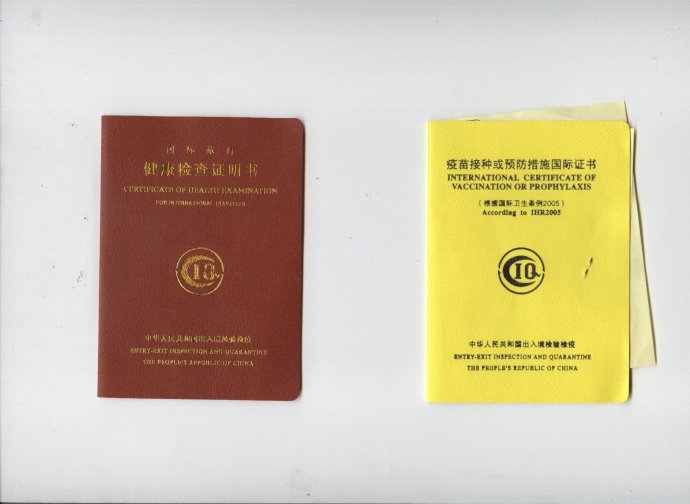 国际旅行
健康检查证明书
CERTIFICATE OF HEALTH EXAMINATION
FOR INTERNATIONAL TRAVELLER
CIQ
中华人民共和国出入境检验检疫
ENTRY-EXIT INSPECTION AND QUARANTINE
THE PEOPLE'S REPUBLIC OF CHINA
疫苗接种或预防措施国际证书
INTERNATIONAL CERTIFICATE OF
VACCINATION OR PROPHYLAXIS
(根据国际卫生条例2005)
According to IHR2005
CIQ
中华人民共和国出入境检验检疫
ENTRY-EXIT INSPECTION AND QUARANTINE
THE PEOPLE'S REPUBLIC OF CHINA